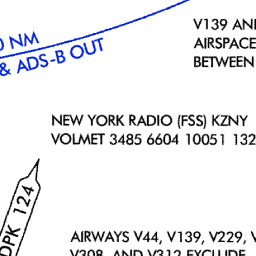 V139 AN
AIRSPACE
BETWEEN
0 NM
& ADS-B OUT
NEW YORK RADIO (FSS) KZNY
VOLMET 3485 6604 10051 132
124
OPK
AIRWAYS V44, V139, V229, V
V308, AND V312 EXCLUDE